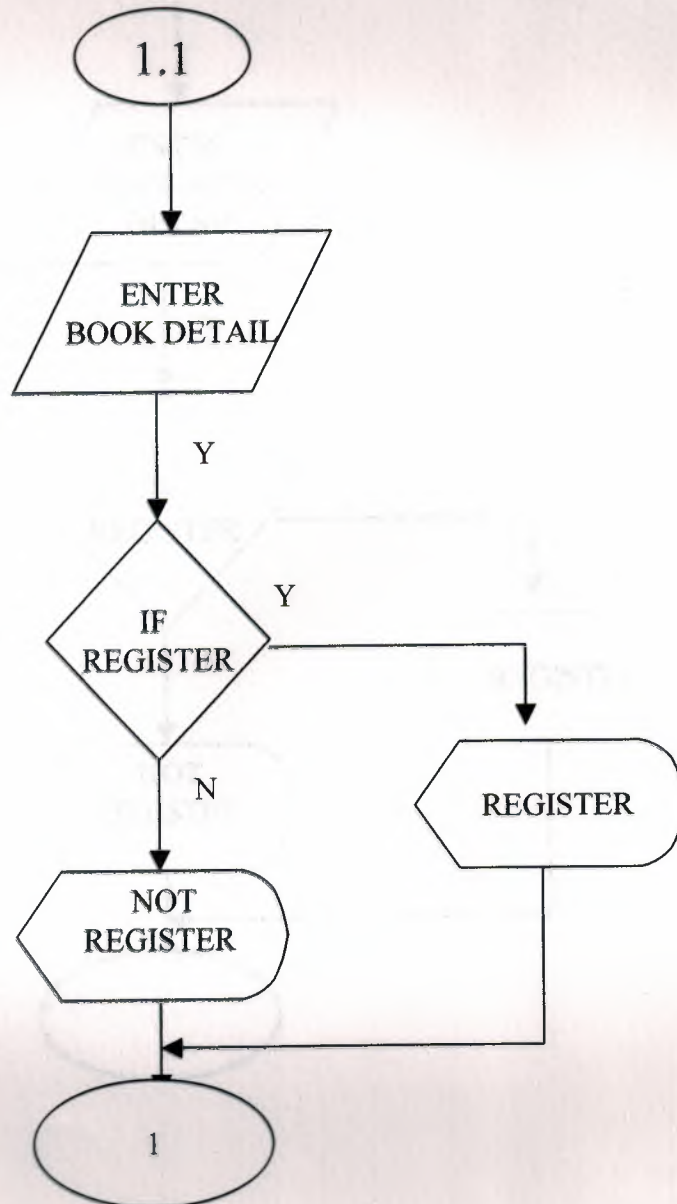 1.1
ENTER
BOOK DETAIL
Y
IF
REGISTER
Y
N
REGISTER
NOT
REGISTER
1